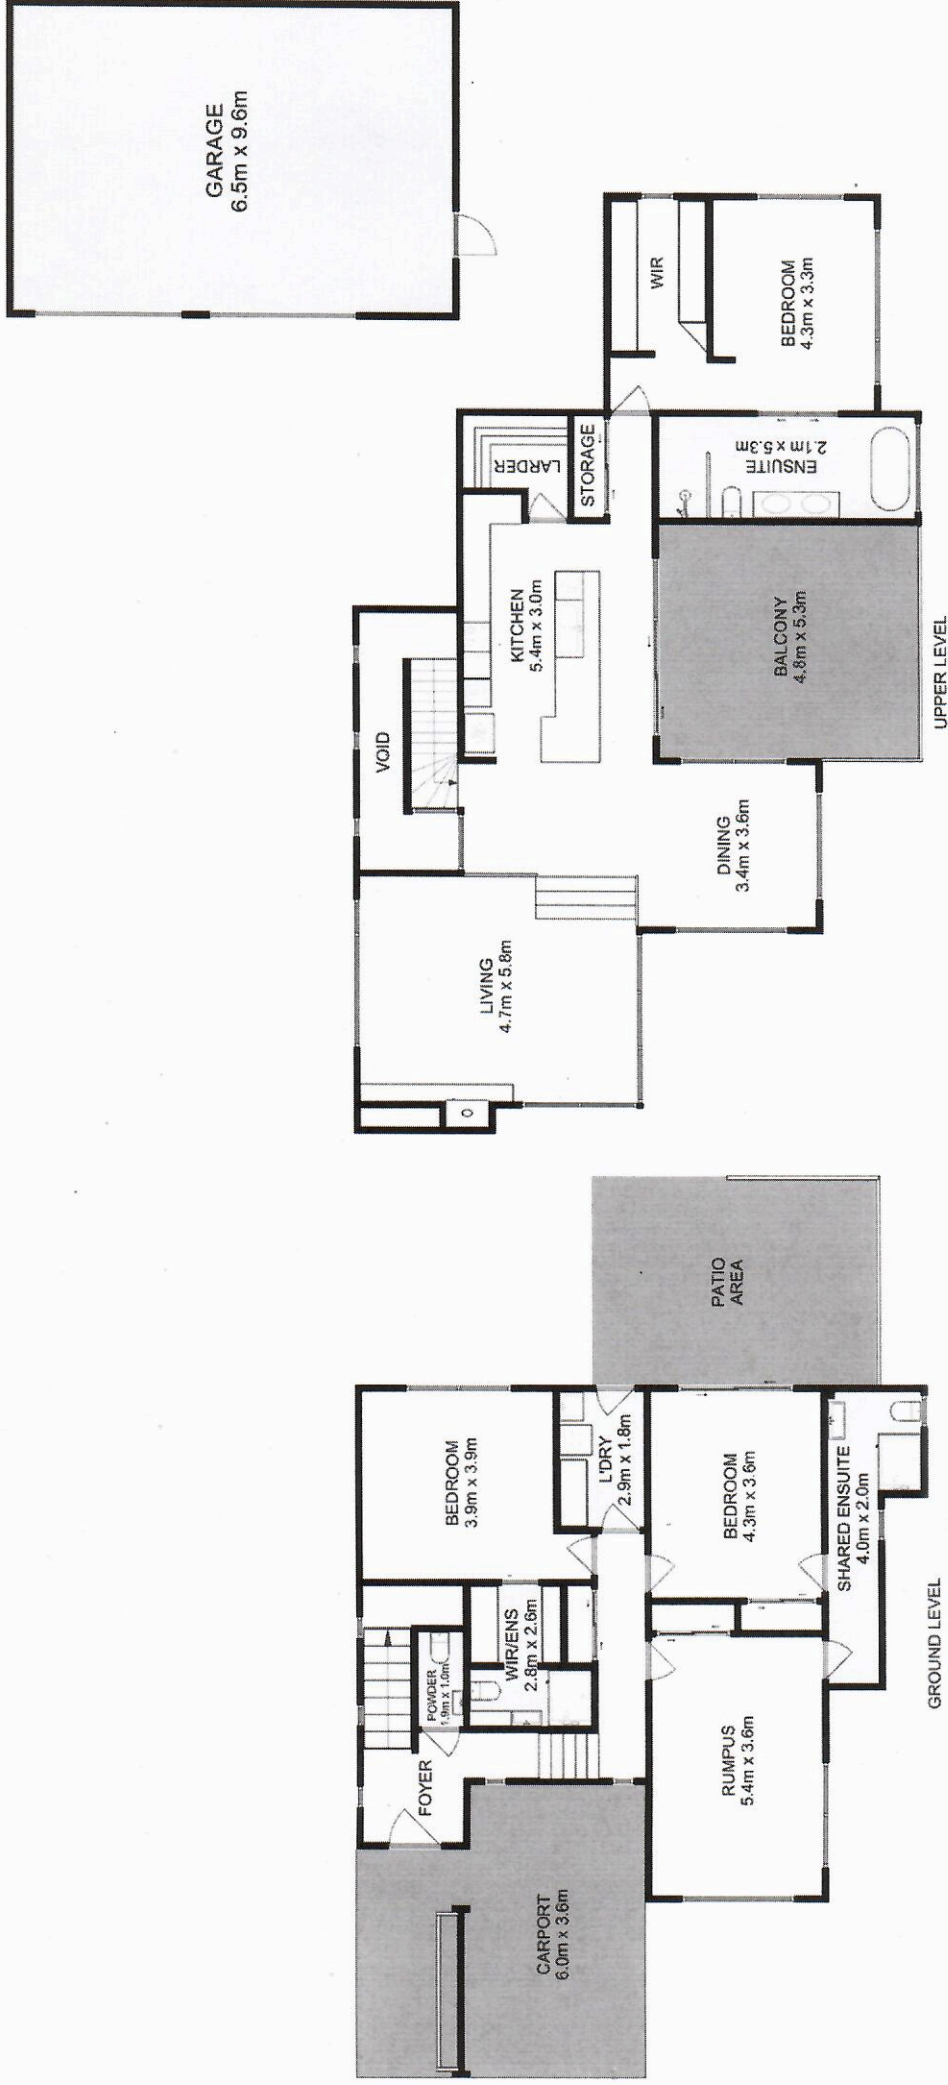 GARAGE
6.5m x 9.6m
WIR
BEDROOM
4.3m x 3.3m
LARDER
STORAGE
ENSUITE
2.1m x 5.3m
KITCHEN
5.4m x 3.0m
BALCONY
4.8m x 5.3m
VOID
DINING
3.4m x 3.6m
LIVING
4.7m x 5.8m
UPPER LEVEL
PATIO
AREA
BEDROOM
3.9m x 3.9m
L'DRY
2.9m x 1.8m
BEDROOM
4.3m x 3.6m
SHARED ENSUITE
4.0m x 2.0m
WIR/ENS
2.8m x 2.6m
POWDER
1.9m x 1.0m
FOYER
RUMPUS
5.4m x 3.6m
CARPORT
6.0m x 3.6m
GROUND LEVEL